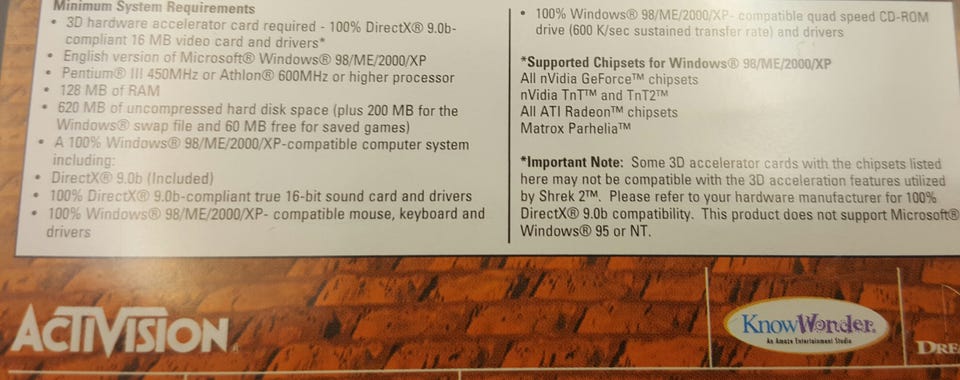 Minimum System Requirements
• 3D hardware accelerator card required - 100% DirectX® 9.0b-
compliant 16 MB video card and drivers*
• English version of Microsoft® Windows® 98/ME/2000/XP
• Pentium® III 450MHz or Athlon® 600MHz or higher processor
• 128 MB of RAM
• 620 MB of uncompressed hard disk space (plus 200 MB for the
Windows® swap file and 60 MB free for saved games)
• A 100% Windows® 98/ME/2000/XP-compatible computer system
including:
• DirectX® 9.0b (Included)
• 100% DirectX® 9.0b-compliant true 16-bit sound card and drivers
• 100% Windows® 98/ME/2000/XP- compatible mouse, keyboard and
drivers
• 100% Windows® 98/ME/2000/XP- compatible quad speed CD-ROM
drive (600 K/sec sustained transfer rate) and drivers
*Supported Chipsets for Windows® 98/ME/2000/XP
All nVidia GeForce™ chipsets
nVidia TnT™ and TnT2™
All ATI Radeon™ chipsets
Matrox Parhelia™
*Important Note: Some 3D accelerator cards with the chipsets listed
here may not be compatible with the 3D acceleration features utilized
by Shrek 2™. Please refer to your hardware manufacturer for 100%
DirectX® 9.0b compatibility. This product does not support Microsoft®
Windows® 95 or NT.
ACTIVISION
KnowWonder
An Amaze Entertainment Studio